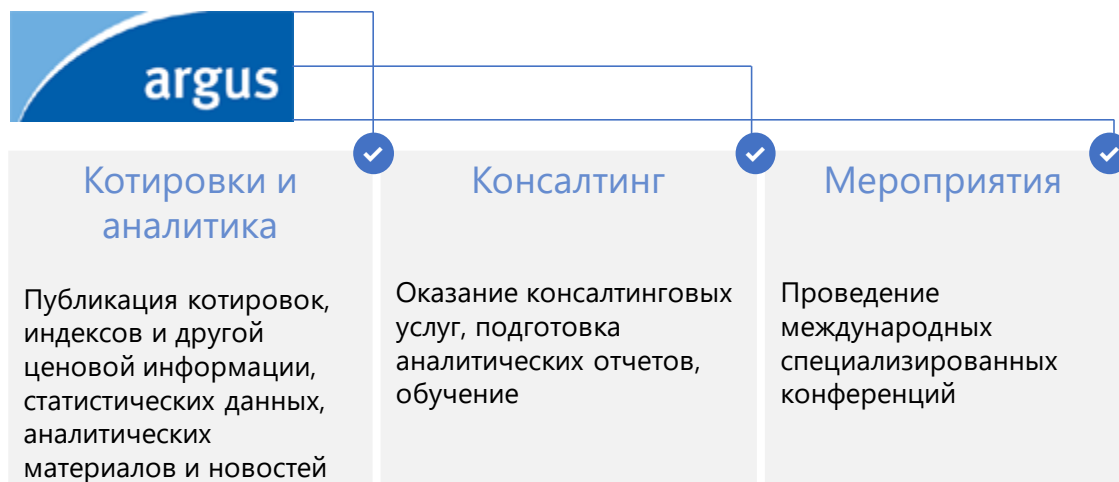 argus
Котировки и
аналитика
Публикация котировок,
индексов и другой
ценовой информации,
статистических данных,
аналитических
материалов и новостей
Консалтинг
Оказание консалтинговых
услуг, подготовка
аналитических отчетов,
обучение
Мероприятия
Проведение
международных
специализированных
конференций